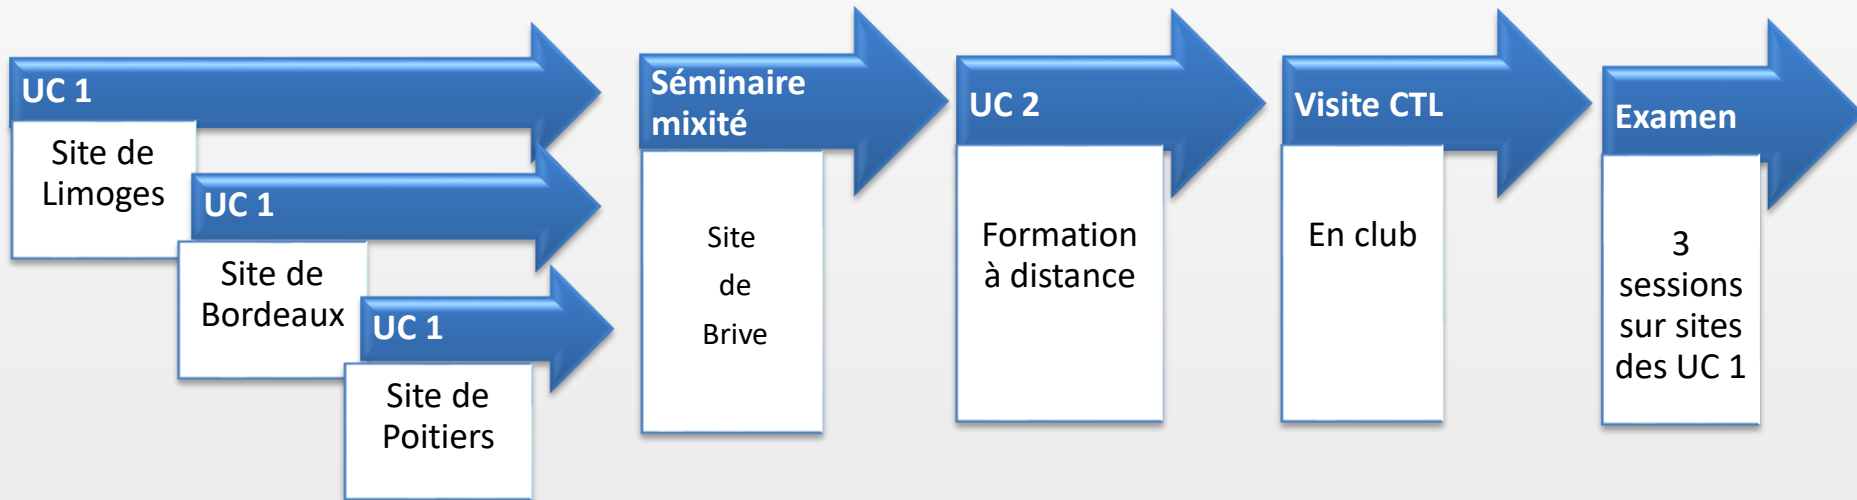 UC 1
Site de
Limoges
UC 1
Site de
Bordeaux
UC 1
Site de
Poitiers
Séminaire
mixité
Site
de
Brive
UC 2
Formation
à distance
Visite CTL
En club
Examen
3
sessions
sur sites
des UC 1